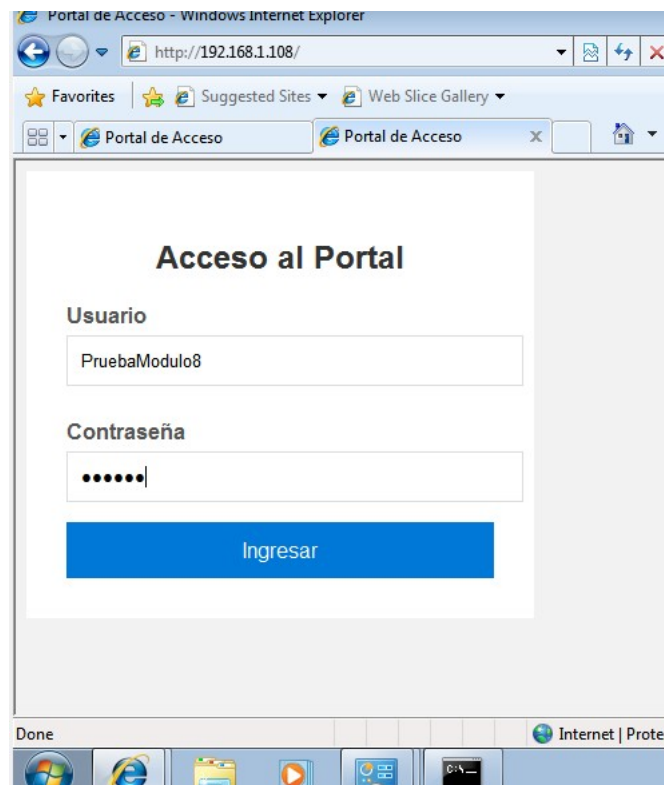 Portal de Acceso - Windows Internet Explorer
http://192.168.1.108/
Favorites Suggested Sites Web Slice Gallery
Portal de Acceso Portal de Acceso x
Acceso al Portal
Usuario
PruebaModulo8
Contraseña
••••••
Ingresar
Done Internet | Prote
C:\_